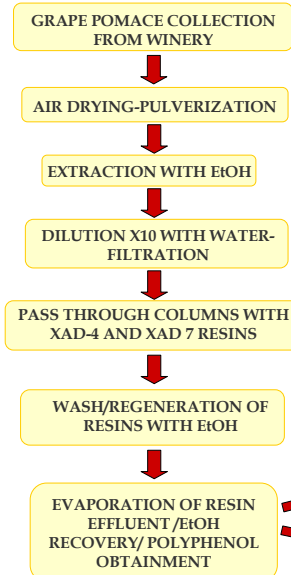 GRAPE POMACE COLLECTION
FROM WINERY
AIR DRYING-PULVERIZATION
EXTRACTION WITH EtOH
DILUTION X10 WITH WATER-
FILTRATION
PASS THROUGH COLUMNS WITH
XAD-4 AND XAD 7 RESINS
WASH/REGENERATION OF
RESINS WITH EtOH
EVAPORATION OF RESIN
EFFLUENT /EtOH
RECOVERY/ POLYPHENOL
OBTAINMENT